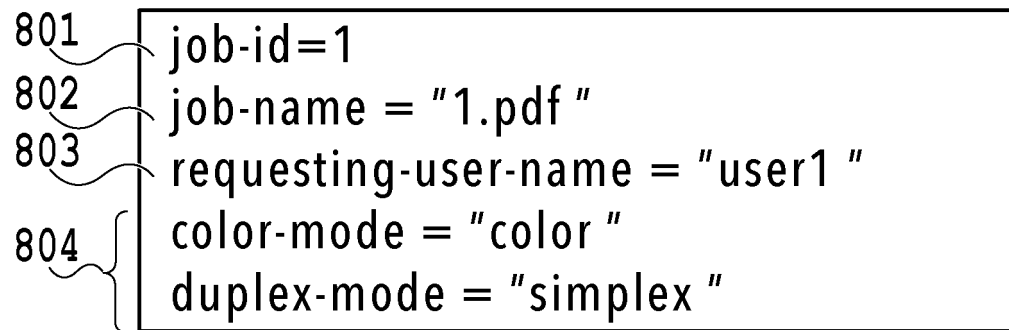 801 job-id=1
802 job-name = "1.pdf "
803 requesting-user-name = "user1 "
804 color-mode = "color "
duplex-mode = "simplex "